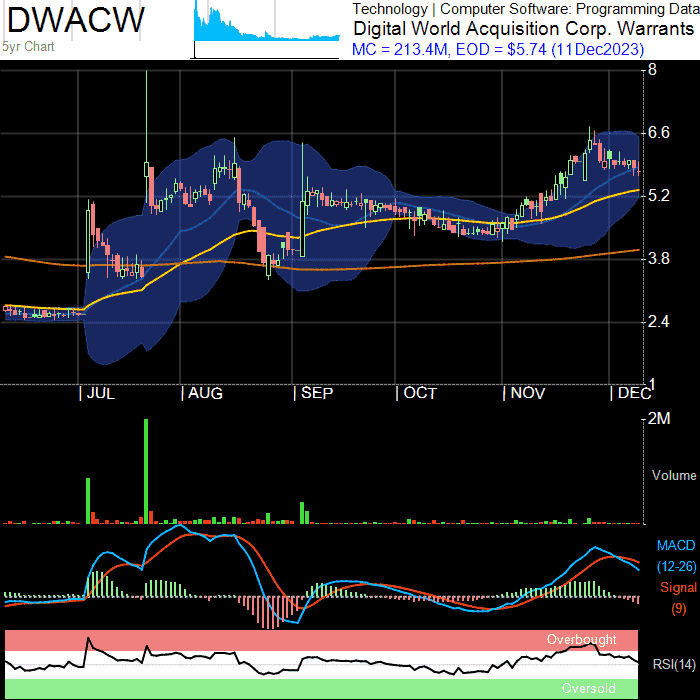 DWACW
5yr Chart
Technology | Computer Software: Programming Data
Digital World Acquisition Corp. Warrants
MC = 213.4M, EOD = $5.74 (11Dec2023)
8
6.6
5.2
3.8
2.4
1
JUL AUG SEP OCT NOV DEC
2M
Volume
MACD
(12-26)
Signal
(9)
Overbought
RSI(14)
Oversold